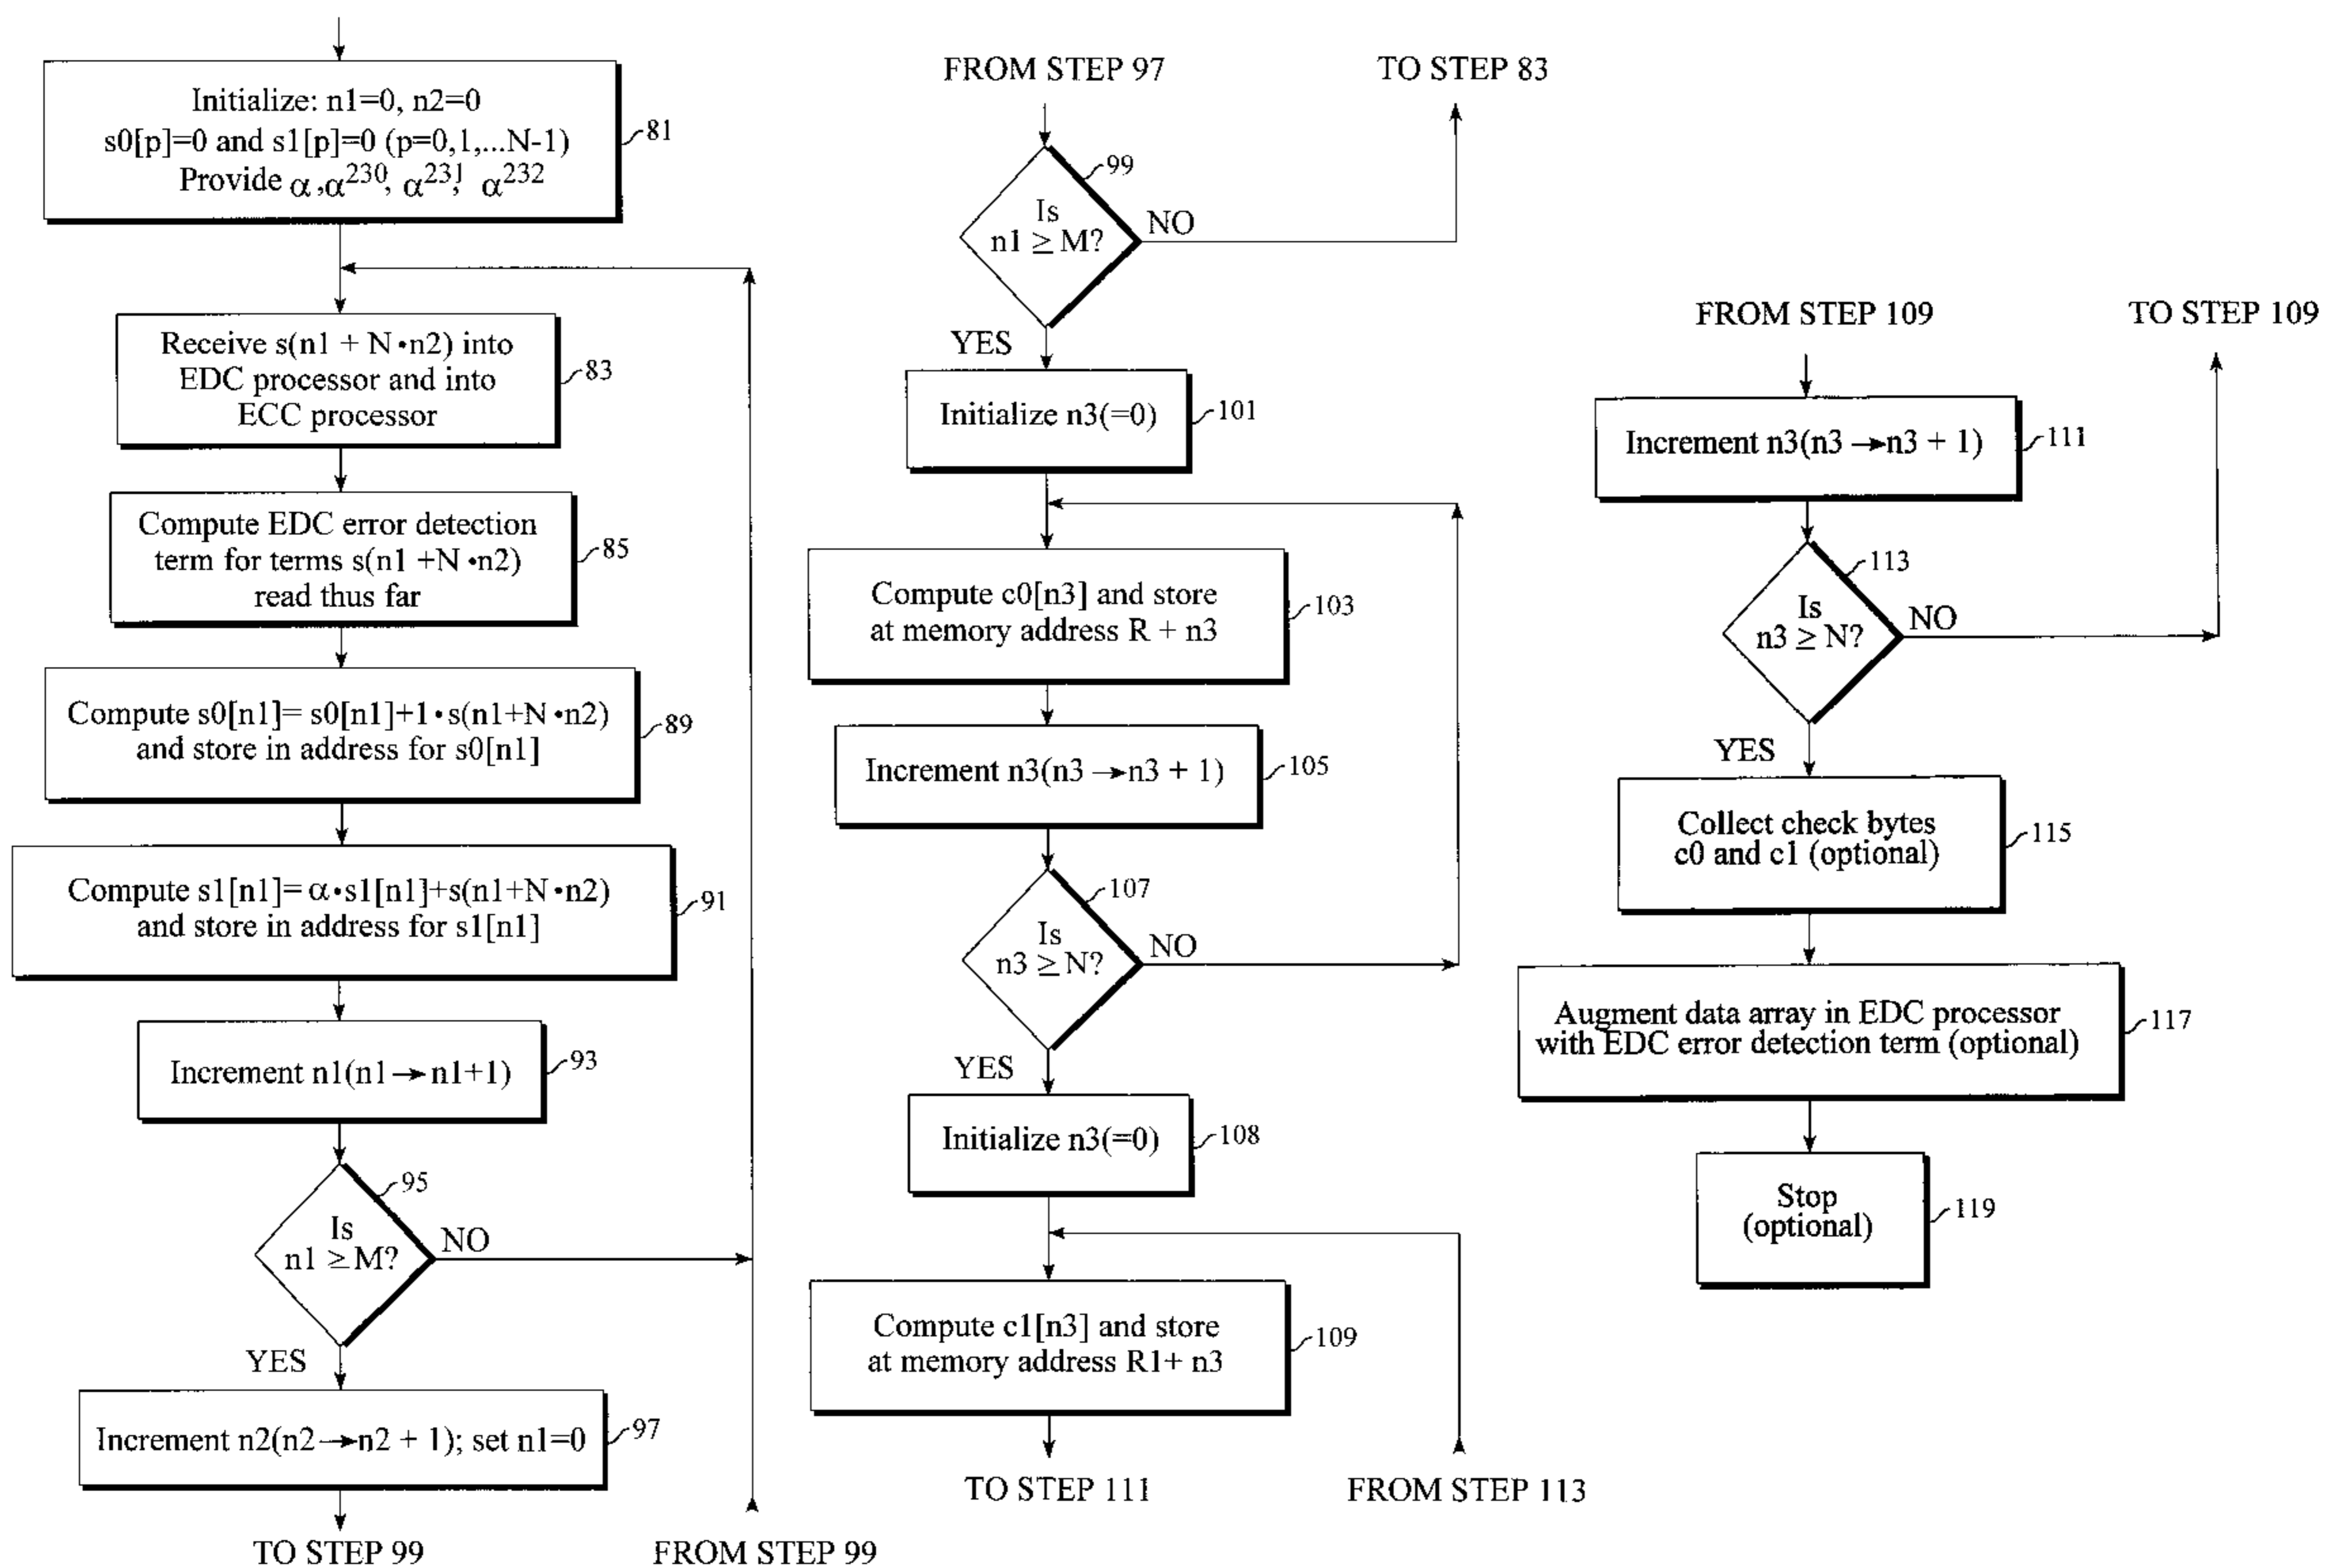 Initialize: n1=0, n2=0
s0[p]=0 and s1[p]=0 (p=0,1,...N-1)
Provide α,α^230, α^231, α^232
81
Receive s(n1 + N•n2) into
EDC processor and into
ECC processor
83
Compute EDC error detection
term for terms s(n1 +N•n2)
read thus far
85
Compute s0[n1]= s0[n1]+1•s(n1+N•n2)
and store in address for s0[n1]
89
Compute s1[n1]= α•s1[n1]+s(n1+N•n2)
and store in address for s1[n1]
91
Increment n1(n1→n1+1)
93
95
Is
n1 ≥M?
NO
YES
Increment n2(n2→n2 + 1); set n1=0
97
TO STEP 99
FROM STEP 99
FROM STEP 97
TO STEP 83
99
Is
n1 ≥ M?
NO
YES
Initialize n3(=0)
101
Compute c0[n3] and store
at memory address R + n3
103
Increment n3(n3→n3 + 1)
105
107
Is
n3 ≥N?
NO
YES
Initialize n3(=0)
108
Compute c1[n3] and store
at memory address R1+ n3
109
TO STEP 111
FROM STEP 113
FROM STEP 109
TO STEP 109
Increment n3(n3→n3 + 1)
111
113
Is
n3 ≥ N?
NO
YES
Collect check bytes
c0 and c1 (optional)
115
Augment data array in EDC processor
with EDC error detection term (optional)
117
Stop
(optional)
119